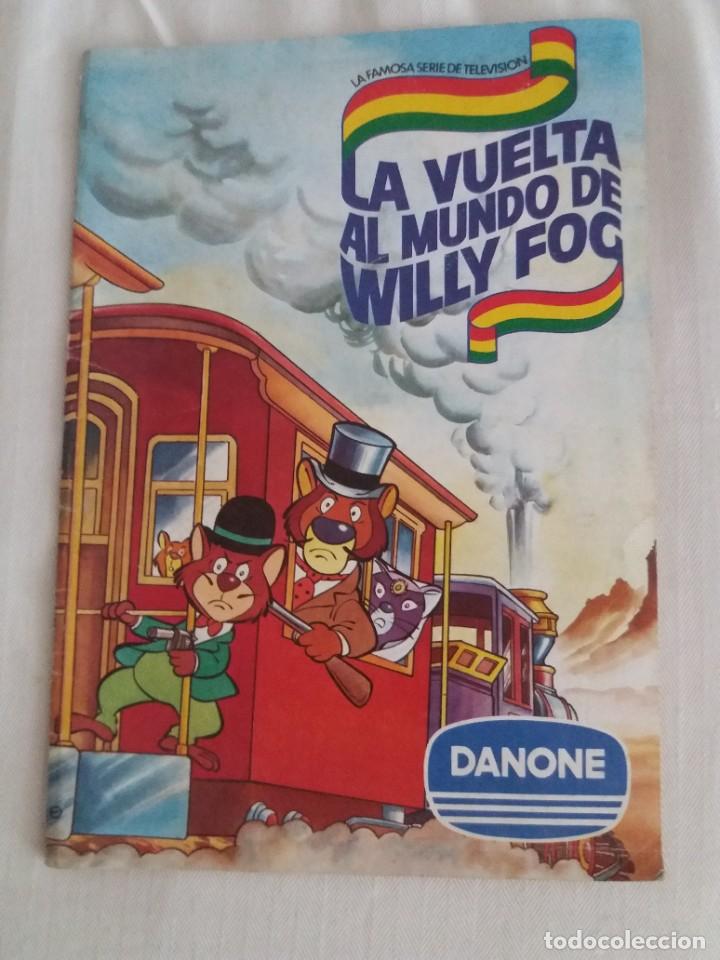 LA FAMOSA SERIE DE TELEVISION
LA VUELTA
AL MUNDO DE
WILLY FOG
DANONE
todocoleccion